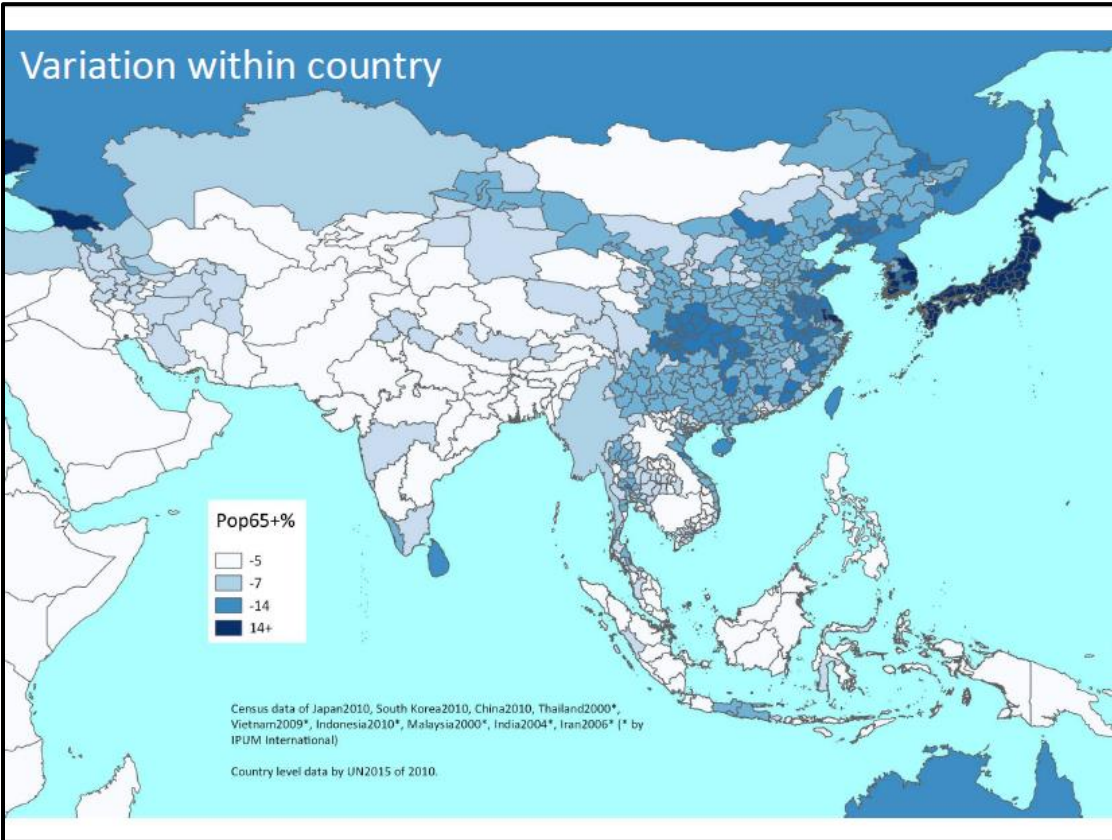 Variation within country
Pop65+%
-5
-7
-14
14+
Census data of Japan2010, South Korea2010, China2010, Thailand2000*,
Vietnam2009*, Indonesia2010*, Malaysia2000*, India2004*, Iran2006* (* by
IPUM International)
Country level data by UN2015 of 2010.